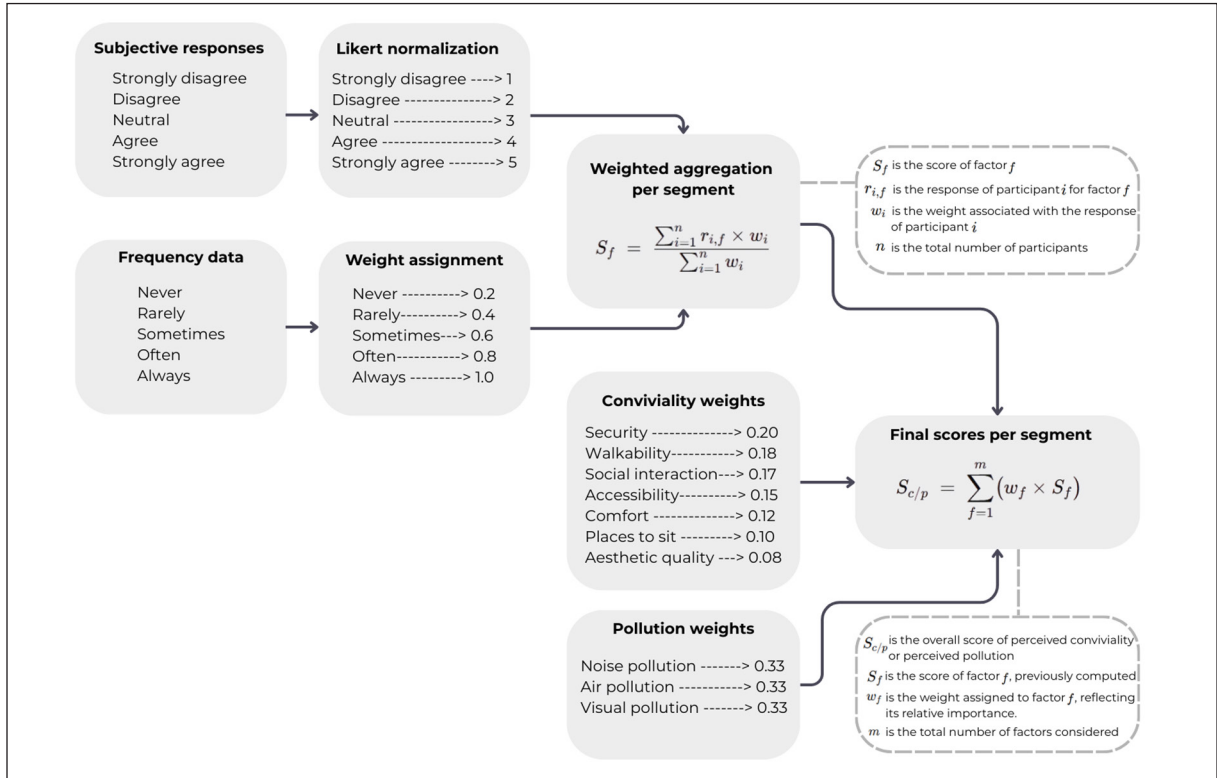 Subjective responses
Strongly disagree
Disagree
Neutral
Agree
Strongly agree
Likert normalization
Strongly disagree ----> 1
Disagree ----------------> 2
Neutral -----------------> 3
Agree -------------------> 4
Strongly agree --------> 5
Frequency data
Never
Rarely
Sometimes
Often
Always
Weight assignment
Never ----------> 0.2
Rarely----------> 0.4
Sometimes---> 0.6
Often-----------> 0.8
Always ---------> 1.0
Weighted aggregation
per segment
S_f = \frac{\sum_{i=1}^{n} r_{i,f} × w_i}{\sum_{i=1}^{n} w_i}
S_f is the score of factor f
r_{i,f} is the response of participant i for factor f
w_i is the weight associated with the response
of participant i
n is the total number of participants
Conviviality weights
Security --------------> 0.20
Walkability------------> 0.18
Social interaction---> 0.17
Accessibility----------> 0.15
Comfort --------------> 0.12
Places to sit ---------> 0.10
Aesthetic quality ---> 0.08
Pollution weights
Noise pollution -------> 0.33
Air pollution ----------> 0.33
Visual pollution -------> 0.33
Final scores per segment
S_{c/p} = \sum_{f=1}^{m} (w_f × S_f)
S_{c/p} is the overall score of perceived conviviality
or perceived pollution
S_f is the score of factor f, previously computed
w_f is the weight assigned to factor f, reflecting
its relative importance.
m is the total number of factors considered